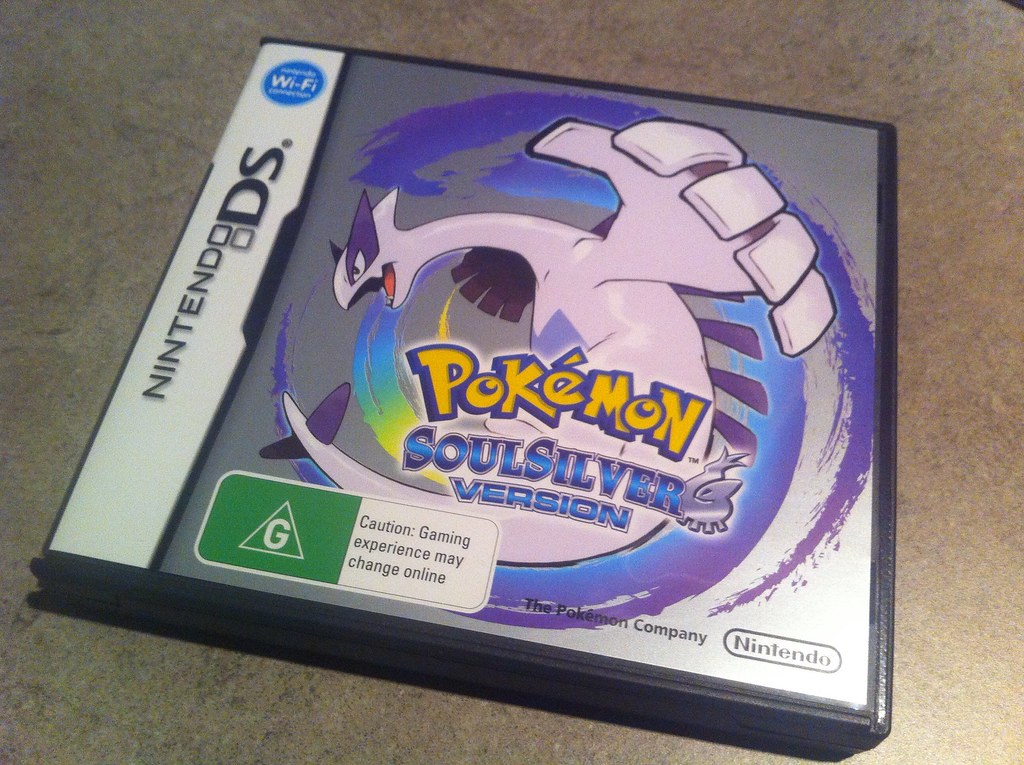 Nintendo
Wi-Fi
connection
NINTENDO DS
POKéMON
SOULSILVER
VERSION
™
G
Caution: Gaming
experience may
change online
The Pokémon Company
Nintendo